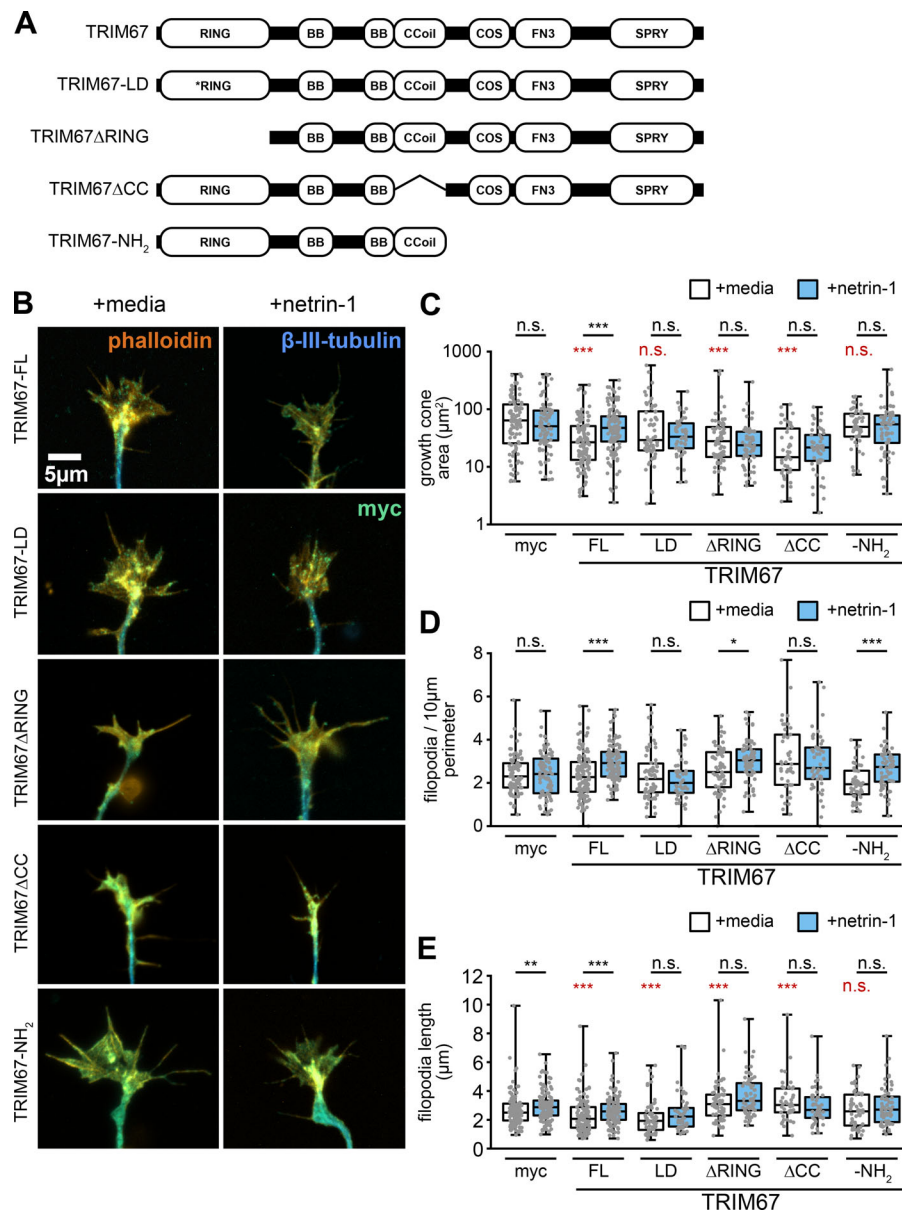 A
TRIM67 RING BB BB CCoil COS FN3 SPRY
TRIM67-LD *RING BB BB CCoil COS FN3 SPRY
TRIM67ΔRING BB BB CCoil COS FN3 SPRY
TRIM67ΔCC RING BB BB COS FN3 SPRY
TRIM67-NH₂ RING BB BB CCoil
B
+media +netrin-1
phalloidin β-III-tubulin
TRIM67-FL
5µm
myc
TRIM67-LD
TRIM67ΔRING
TRIM67ΔCC
TRIM67-NH₂
C
+media +netrin-1
n.s. *** n.s. n.s. n.s. n.s.
*** n.s. *** *** n.s.
growth cone
area (µm²)
1000
100
10
1
myc FL LD ΔRING ΔCC -NH₂
TRIM67
D
+media +netrin-1
n.s. *** n.s. * n.s. ***
filopodia / 10µm
perimeter
8
6
4
2
0
myc FL LD ΔRING ΔCC -NH₂
TRIM67
E
+media +netrin-1
** *** n.s. n.s. n.s. n.s.
*** *** *** *** n.s.
filopodia length
(µm)
12
10
8
6
4
2
0
myc FL LD ΔRING ΔCC -NH₂
TRIM67